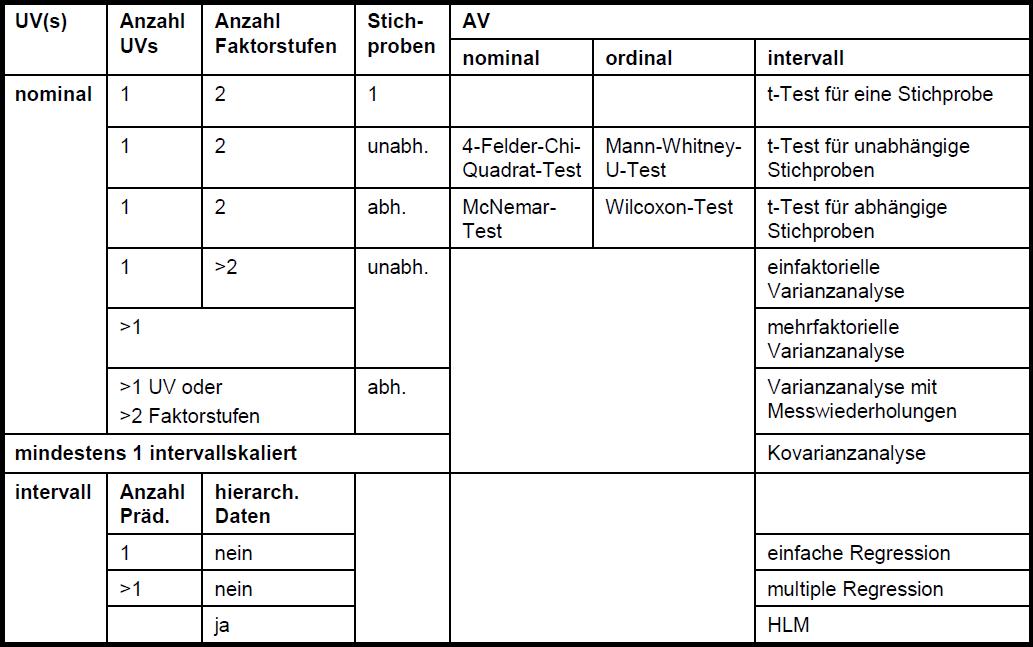 UV(s)
Anzahl
UVs
Anzahl
Faktorstufen
Stich-
proben
AV
nominal
ordinal
intervall
nominal
1
2
1
t-Test für eine Stichprobe
1
2
unabh.
4-Felder-Chi-
Quadrat-Test
Mann-Whitney-
U-Test
t-Test für unabhängige
Stichproben
1
2
abh.
McNemar-
Test
Wilcoxon-Test
t-Test für abhängige
Stichproben
1
>2
unabh.
einfaktorielle
Varianzanalyse
>1
mehrfaktorielle
Varianzanalyse
>1 UV oder
>2 Faktorstufen
abh.
Varianzanalyse mit
Messwiederholungen
mindestens 1 intervallskaliert
Kovarianzanalyse
intervall
Anzahl
Präd.
hierarch.
Daten
1
nein
einfache Regression
>1
nein
multiple Regression
ja
HLM